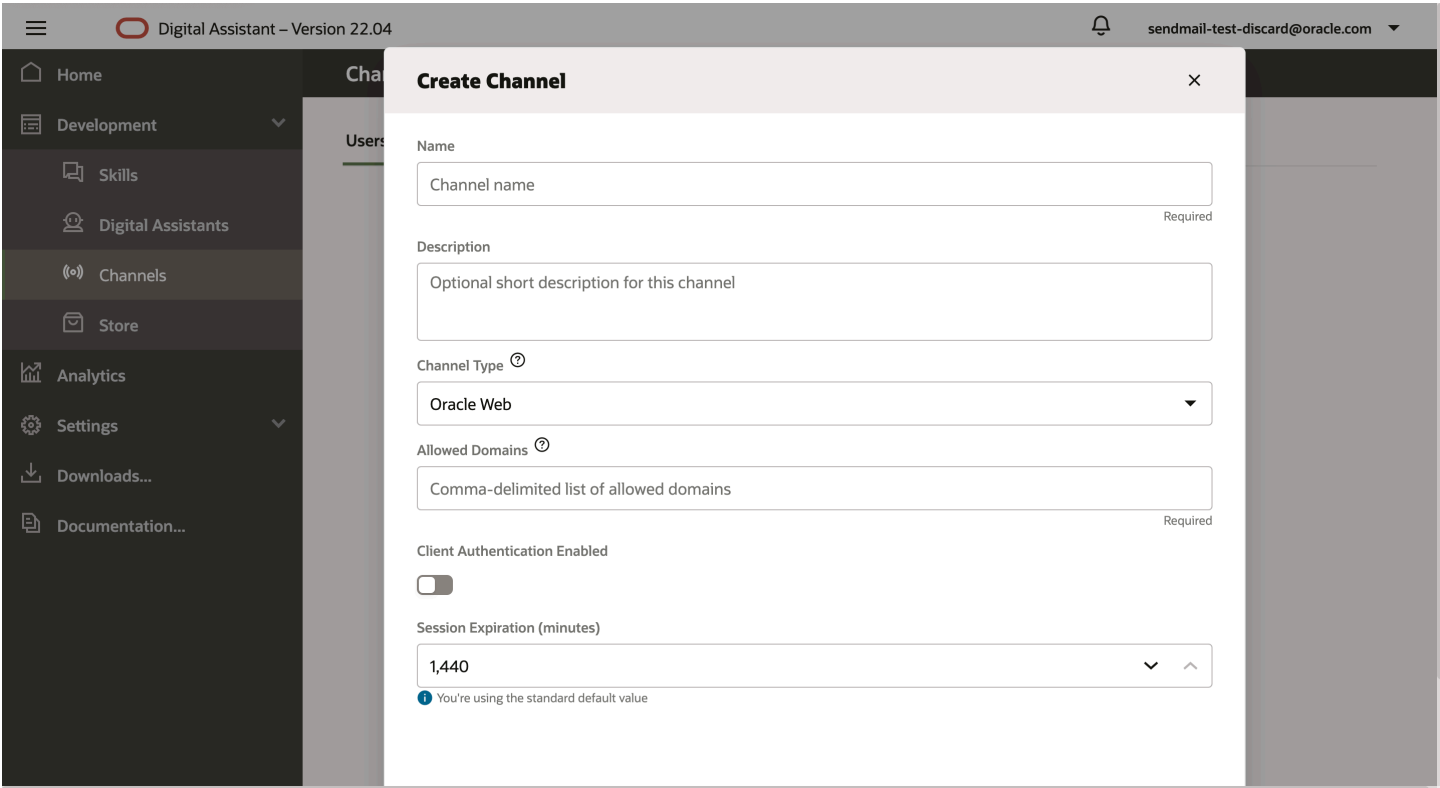 Digital Assistant – Version 22.04
sendmail-test-discard@oracle.com
Home
Development
Skills
Digital Assistants
Channels
Store
Analytics
Settings
Downloads...
Documentation...
Cha
Users
Create Channel
Name
Channel name
Required
Description
Optional short description for this channel
Channel Type
Oracle Web
Allowed Domains
Comma-delimited list of allowed domains
Required
Client Authentication Enabled
Session Expiration (minutes)
1,440
You're using the standard default value